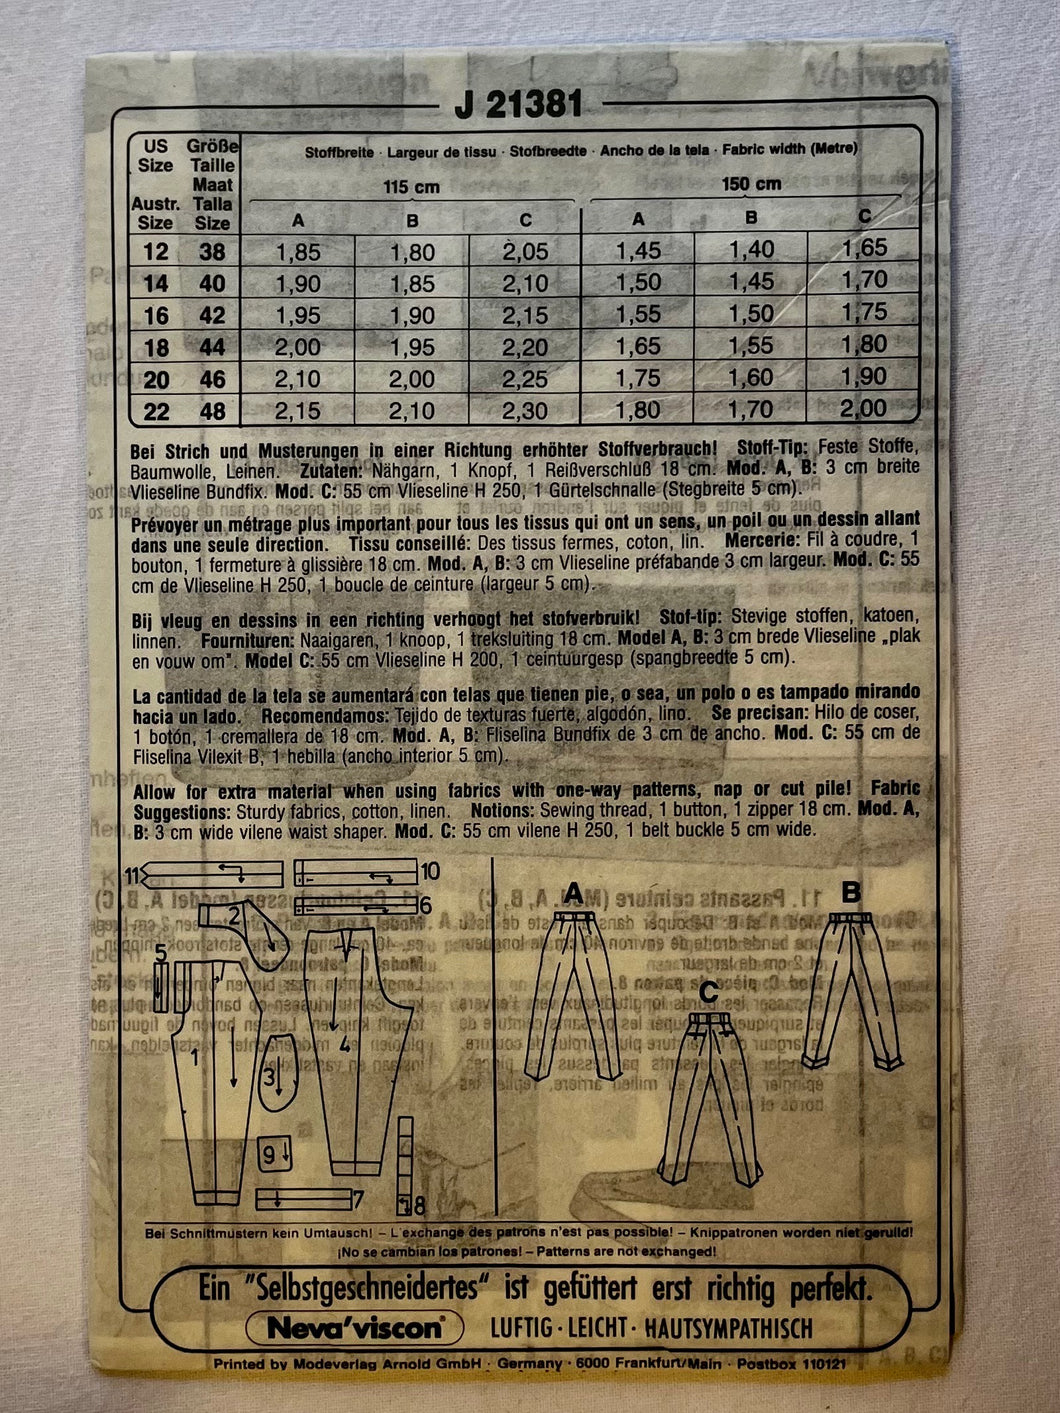 J 21381
US Größe
Size Taille
Maat
Austr. Talla
Size Size
Stoffbreite · Largeur de tissu · Stofbreedte · Ancho de la tela · Fabric width (Metre)
115 cm 150 cm
A B C A B C
12 38 1,85 1,80 2,05 1,45 1,40 1,65
14 40 1,90 1,85 2,10 1,50 1,45 1,70
16 42 1,95 1,90 2,15 1,55 1,50 1,75
18 44 2,00 1,95 2,20 1,65 1,55 1,80
20 46 2,10 2,00 2,25 1,75 1,60 1,90
22 48 2,15 2,10 2,30 1,80 1,70 2,00
Bei Strich und Musterungen in einer Richtung erhöhter Stoffverbrauch! Stoff-Tip: Feste Stoffe,
Baumwolle, Leinen. Zutaten: Nähgarn, 1 Knopf, 1 Reißverschluß 18 cm. Mod. A, B: 3 cm breite
Vlieseline Bundfix. Mod. C: 55 cm Vlieseline H 250, 1 Gürtelschnalle (Stegbreite 5 cm).
Prévoyer un métrage plus important pour tous les tissus qui ont un sens, un poil ou un dessin allant
dans une seule direction. Tissu conseillé: Des tissus fermes, coton, lin. Mercerie: Fil à coudre, 1
bouton, 1 fermeture à glissière 18 cm. Mod. A, B: 3 cm Vlieseline préfabande 3 cm largeur. Mod. C: 55
cm de Vlieseline H 250, 1 boucle de ceinture (largeur 5 cm).
Bij vleug en dessins in een richting verhoogt het stofverbruik! Stof-tip: Stevige stoffen, katoen,
linnen. Fournituren: Naaigaren, 1 knoop, 1 treksluiting 18 cm. Model A, B: 3 cm brede Vlieseline „plak
en vouw om". Model C: 55 cm Vlieseline H 200, 1 ceintuurgesp (spangbreedte 5 cm).
La cantidad de la tela se aumentará con telas que tienen pie, o sea, un polo o es tampado mirando
hacia un lado. Recomendamos: Tejido de texturas fuerte, algodón, lino. Se precisan: Hilo de coser,
1 botón, 1 cremallera de 18 cm. Mod. A, B: Fliselina Bundfix de 3 cm de ancho. Mod. C: 55 cm de
Fliselina Vilexit B, 1 hebilla (ancho interior 5 cm).
Allow for extra material when using fabrics with one-way patterns, nap or cut pile! Fabric
Suggestions: Sturdy fabrics, cotton, linen. Notions: Sewing thread, 1 button, 1 zipper 18 cm. Mod. A,
B: 3 cm wide vilene waist shaper. Mod. C: 55 cm vilene H 250, 1 belt buckle 5 cm wide.
11 10
6
2
5
1
4
3
9
7
8
A
B
C
Bei Schnittmustern kein Umtausch! – L'exchange des patrons n'est pas possible! – Knippatronen worden niet geruild!
¡No se cambian los patrones! – Patterns are not exchanged!
Ein "Selbstgeschneidertes" ist gefüttert erst richtig perfekt.
Neva'viscon LUFTIG · LEICHT · HAUTSYMPATHISCH
Printed by Modeverlag Arnold GmbH · Germany · 6000 Frankfurt/Main · Postbox 110121